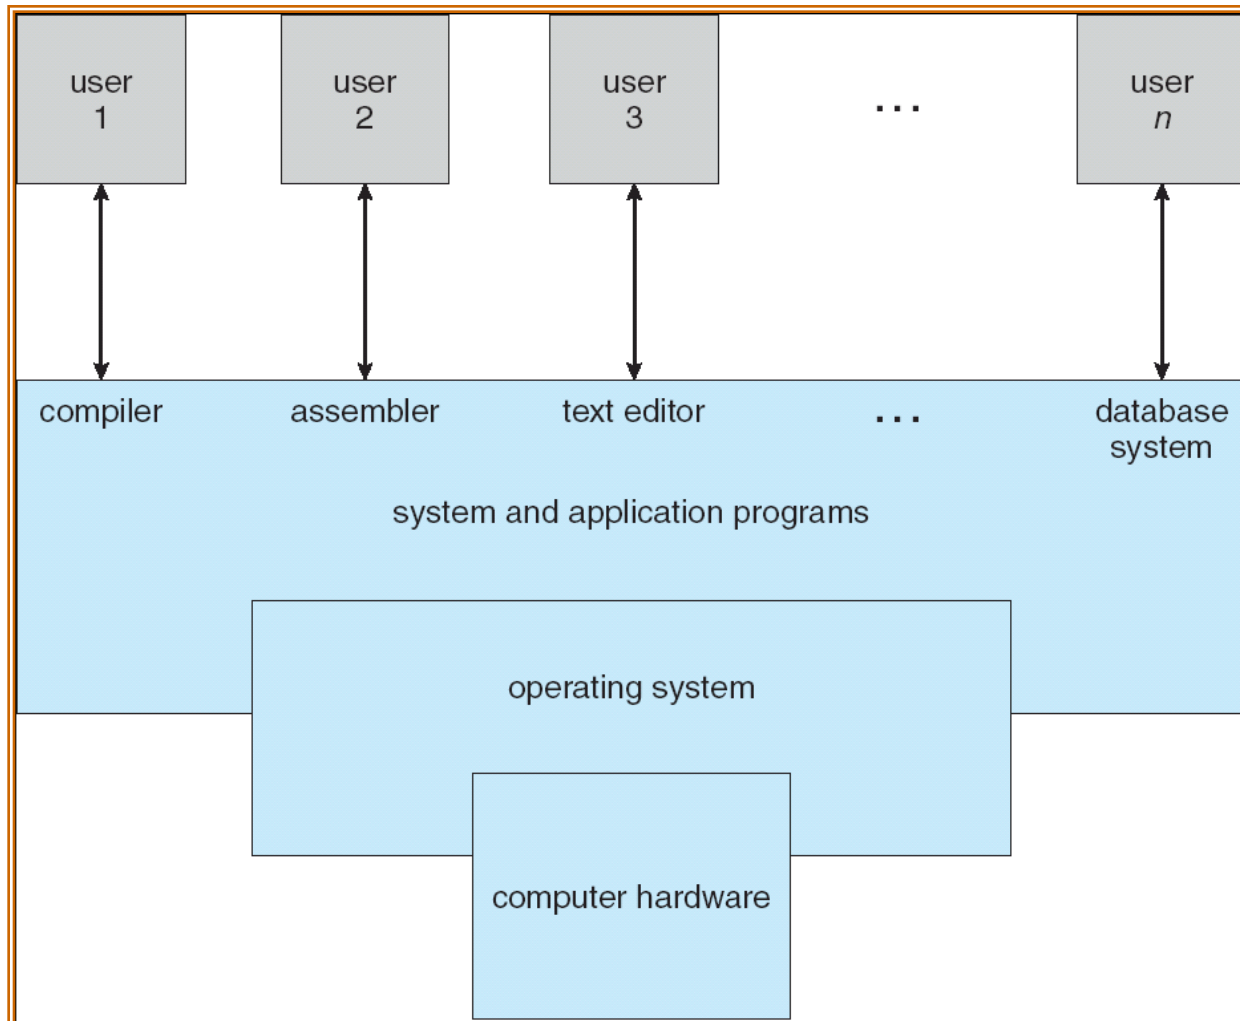 user
1
user
2
user
3
...
user
n
compiler
assembler
text editor
...
database
system
system and application programs
operating system
computer hardware